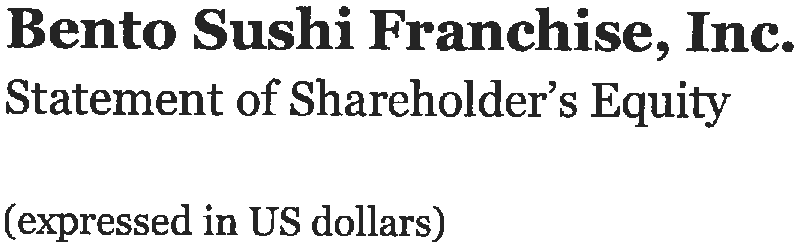 Bento Sushi Franchise, Inc.
Statement of Shareholder’s Equity
(expressed in US dollars)